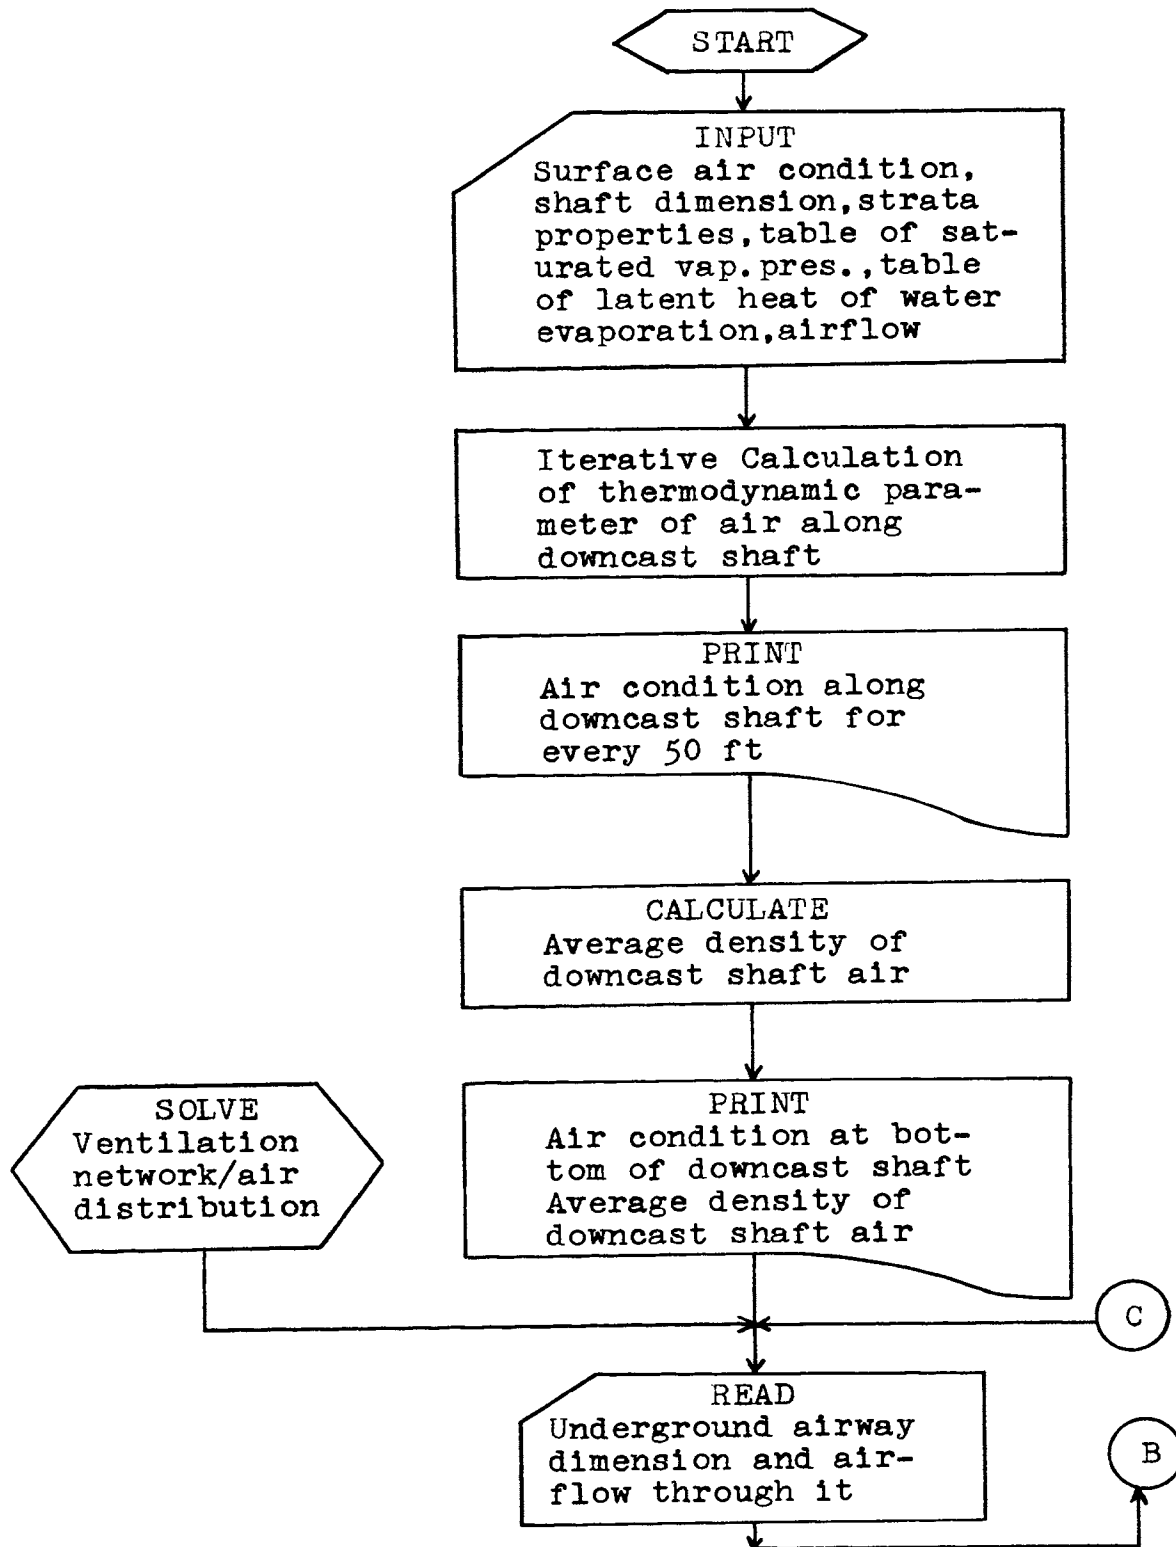 START
INPUT
Surface air condition,
shaft dimension,strata
properties,table of sat-
urated vap.pres.,table
of latent heat of water
evaporation,airflow
Iterative Calculation
of thermodynamic para-
meter of air along
downcast shaft
PRINT
Air condition along
downcast shaft for
every 50 ft
CALCULATE
Average density of
downcast shaft air
SOLVE
Ventilation
network/air
distribution
PRINT
Air condition at bot-
tom of downcast shaft
Average density of
downcast shaft air
C
READ
Underground airway
dimension and air-
flow through it
B